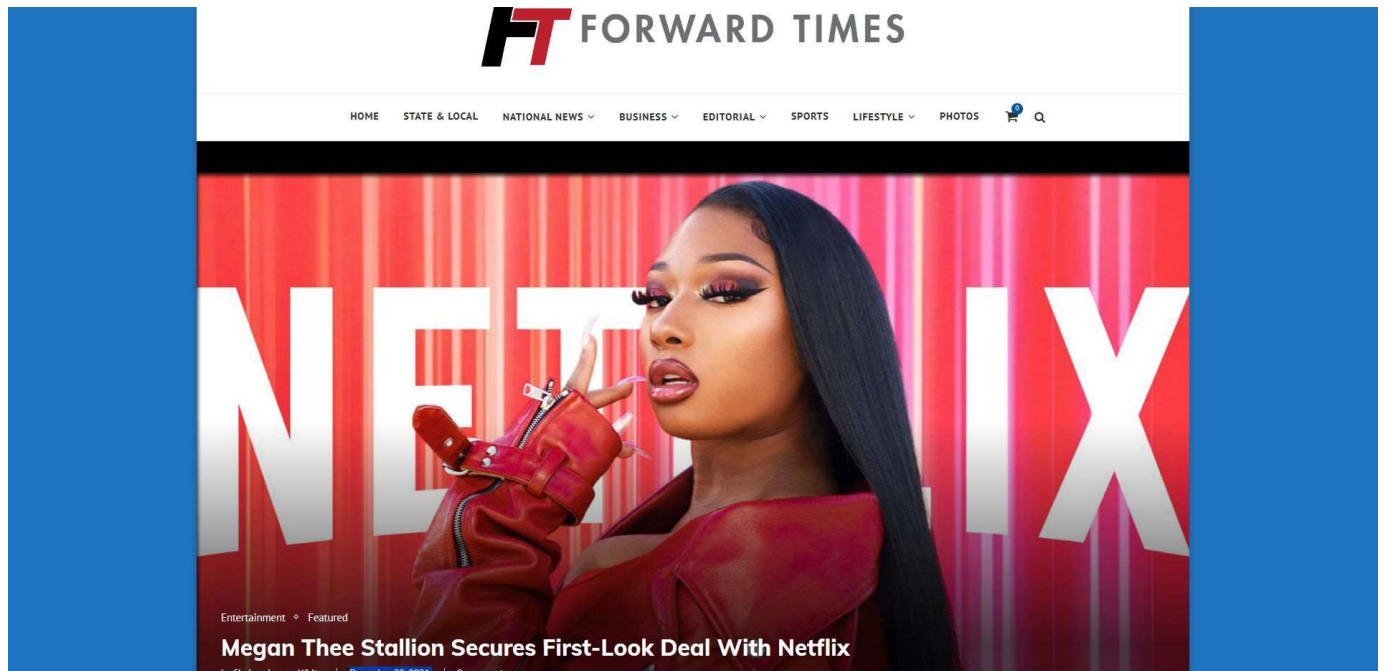 FT FORWARD TIMES
HOME STATE & LOCAL NATIONAL NEWS BUSINESS EDITORIAL SPORTS LIFESTYLE PHOTOS 0
NETFLIX
Entertainment ◇ Featured
Megan Thee Stallion Secures First-Look Deal With Netflix